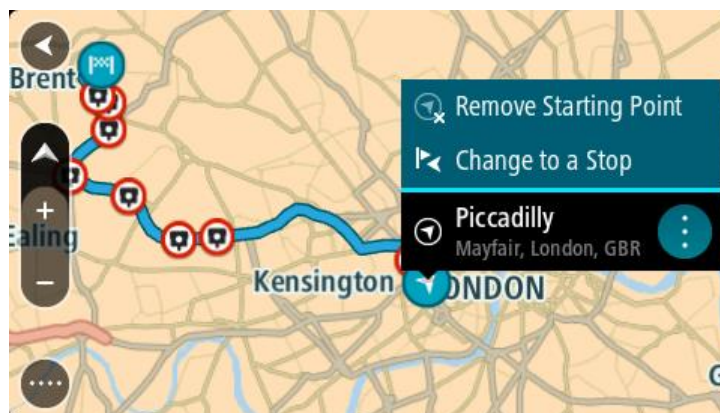 Brent
Remove Starting Point
Change to a Stop
Piccadilly
Mayfair, London, GBR
Ealing
Kensington
ONDON
G